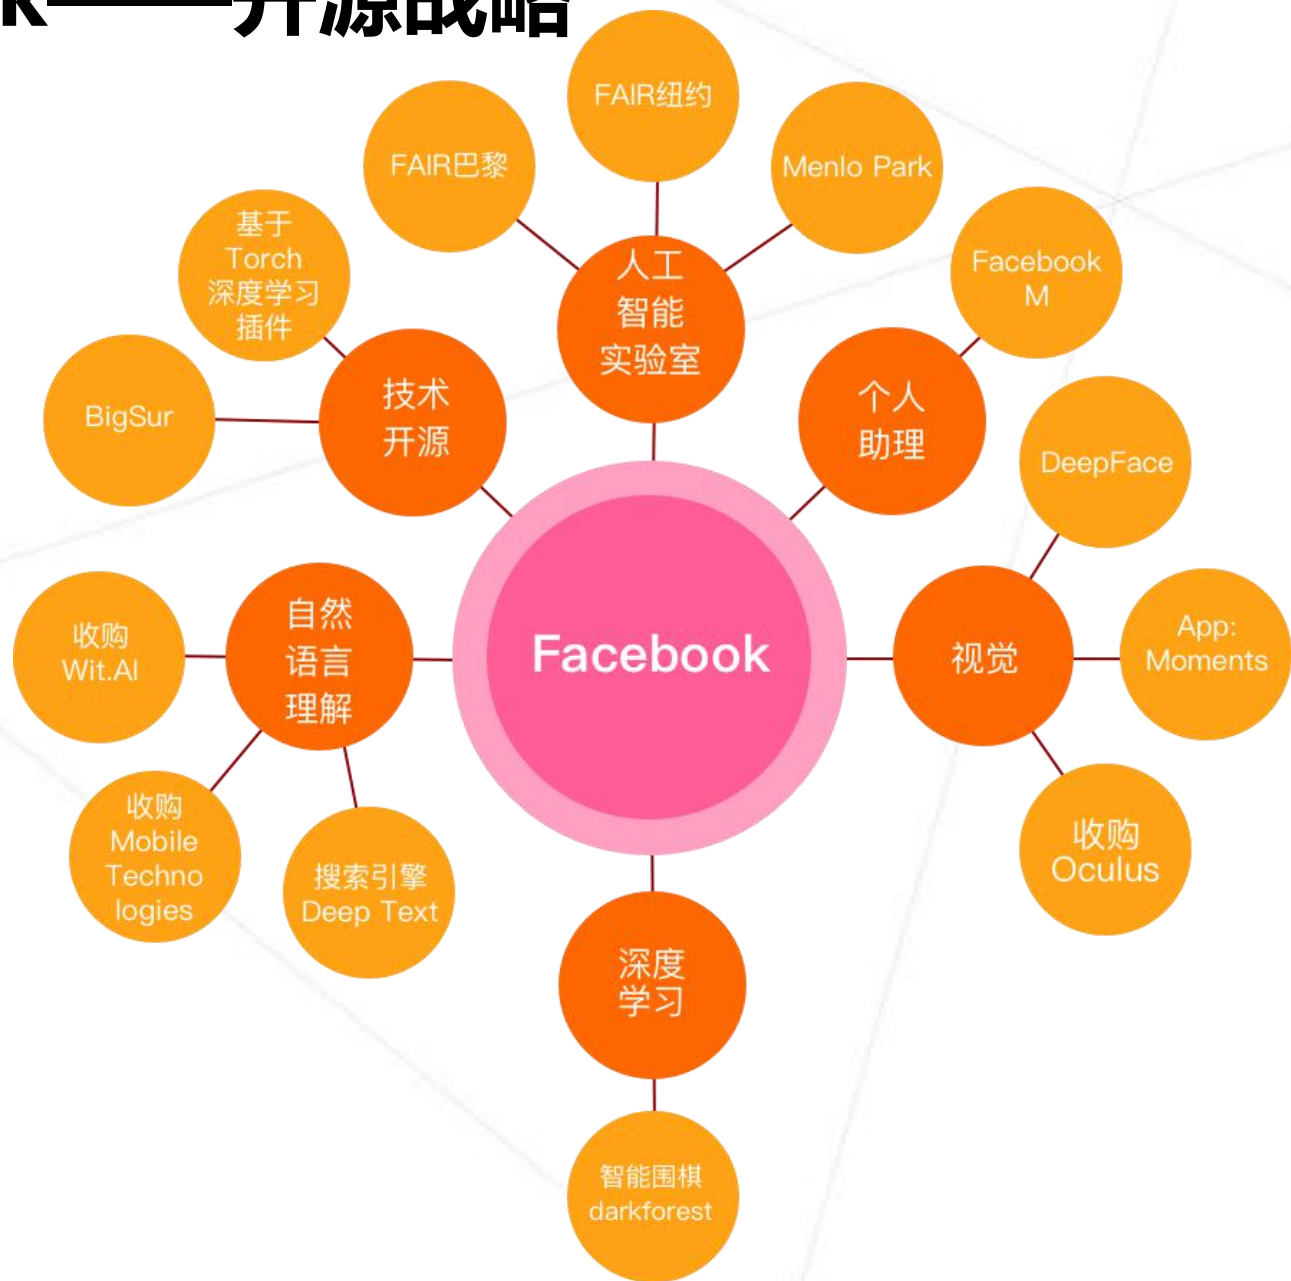 k——开源战略
FAIR纽约
FAIR巴黎
Menlo Park
基于
Torch
深度学习
插件
Facebook
M
人工
智能
实验室
BigSur
技术
开源
个人
助理
DeepFace
收购
Wit.AI
自然
语言
理解
Facebook
视觉
App:
Moments
收购
Mobile
Techno
logies
搜索引擎
Deep Text
收购
Oculus
深度
学习
智能围棋
darkforest